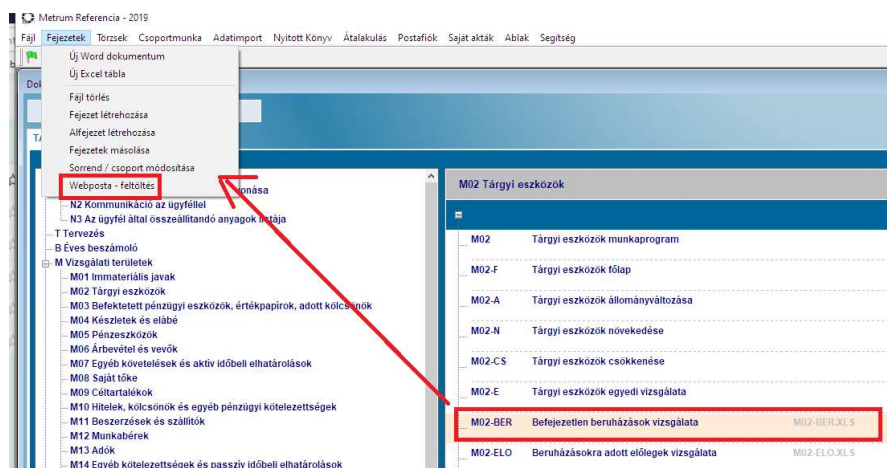 Metrum Referencia - 2019
Fájl Fejezetek Törzsek Csoportmunka Adatimport Nyitott Könyv Átalakulás Postafiók Saját akták Ablak Segítség
Új Word dokumentum
Új Excel tábla
Fájl törlés
Fejezet létrehozása
Alfejezet létrehozása
Fejezetek másolása
Sorrend / csoport módosítása
Webposta - feltöltés
N2 Kommunikáció az ügyféllel
N3 Az ügyfél által összeállítandó anyagok listája
T Tervezés
B Éves beszámoló
M Vizsgálati területek
M01 Immateriális javak
M02 Tárgyi eszközök
M03 Befektetett pénzügyi eszközök, értékpapírok, adott kölcsönök
M04 Készletek és elábé
M05 Pénzeszközök
M06 Árbevétel és vevők
M07 Egyéb követelések és aktív időbeli elhatárolások
M08 Saját tőke
M09 Céltartalékok
M10 Hitelek, kölcsönök és egyéb pénzügyi kötelezettségek
M11 Beszerzések és szállítók
M12 Munkabérek
M13 Adók
M14 Egyéb kötelezettségek és passzív időbeli elhatárolások
M02 Tárgyi eszközök
M02 Tárgyi eszközök munkaprogram
M02-F Tárgyi eszközök főlap
M02-A Tárgyi eszközök állományváltozása
M02-N Tárgyi eszközök növekedése
M02-CS Tárgyi eszközök csökkenése
M02-E Tárgyi eszközök egyedi vizsgálata
M02-BER Befejezetlen beruházások vizsgálata M02-BER.XLS
M02-ELO Beruházásokra adott előlegek vizsgálata M02-ELO.XLS